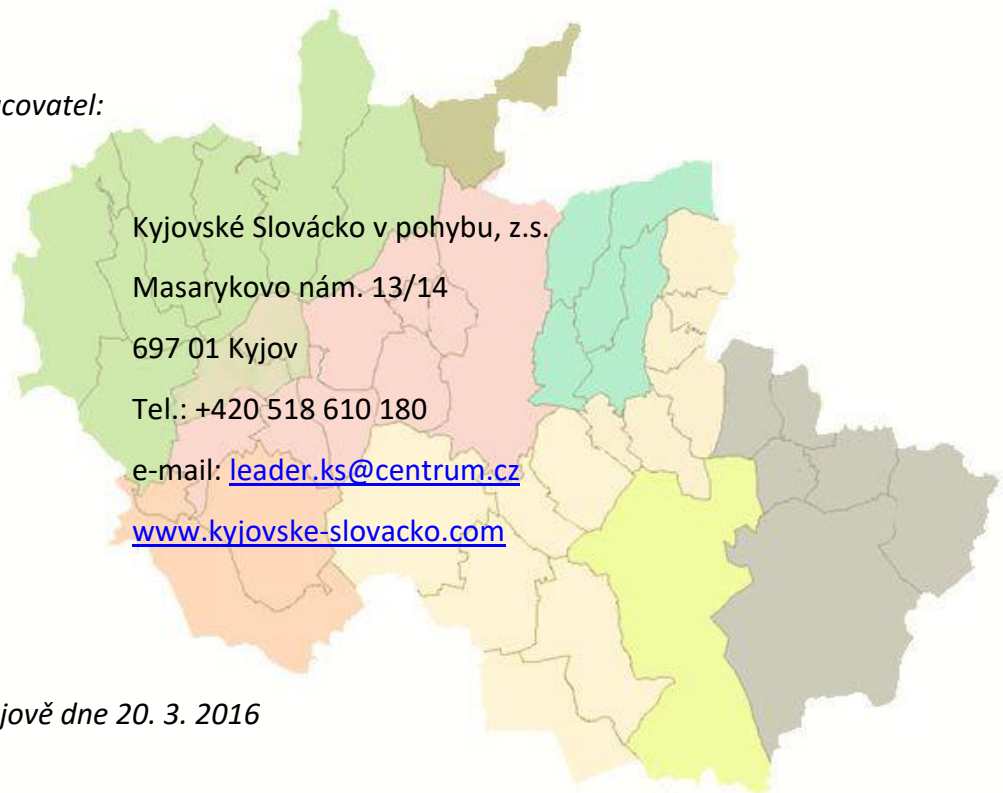 covatel:
Kyjovské Slovácko v pohybu, z.s.
Masarykovo nám. 13/14
697 01 Kyjov
Tel.: +420 518 610 180
e-mail: leader.ks@centrum.cz
www.kyjovske-slovacko.com
jově dne 20. 3. 2016